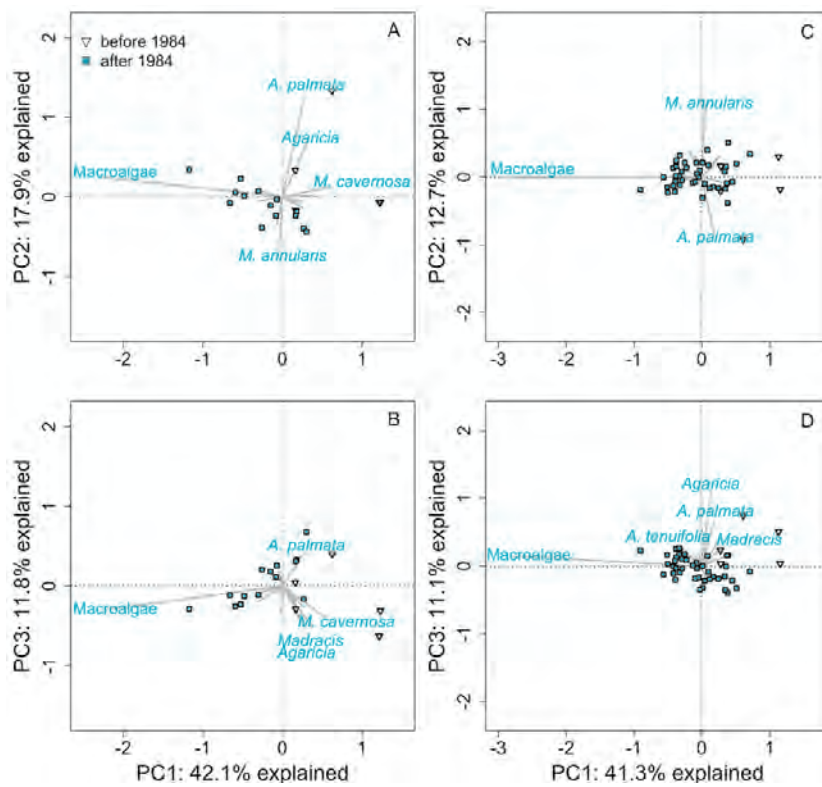 A
before 1984
after 1984
A. palmata
Agaricia
Macroalgae
M. cavernosa
M. annularis
PC2: 17.9% explained
2
1
0
-1
-2
-1
0
1
C
M. annularis
Macroalgae
A. palmata
PC2: 12.7% explained
2
1
0
-1
-2
-3
-2
-1
0
1
B
A. palmata
Macroalgae
M. cavernosa
Madracis
Agaricia
PC3: 11.8% explained
2
1
0
-1
-2
-1
0
1
PC1: 42.1% explained
D
Agaricia
A. palmata
A. tenuifolia
Madracis
Macroalgae
PC3: 11.1% explained
2
1
0
-1
-2
-3
-2
-1
0
1
PC1: 41.3% explained